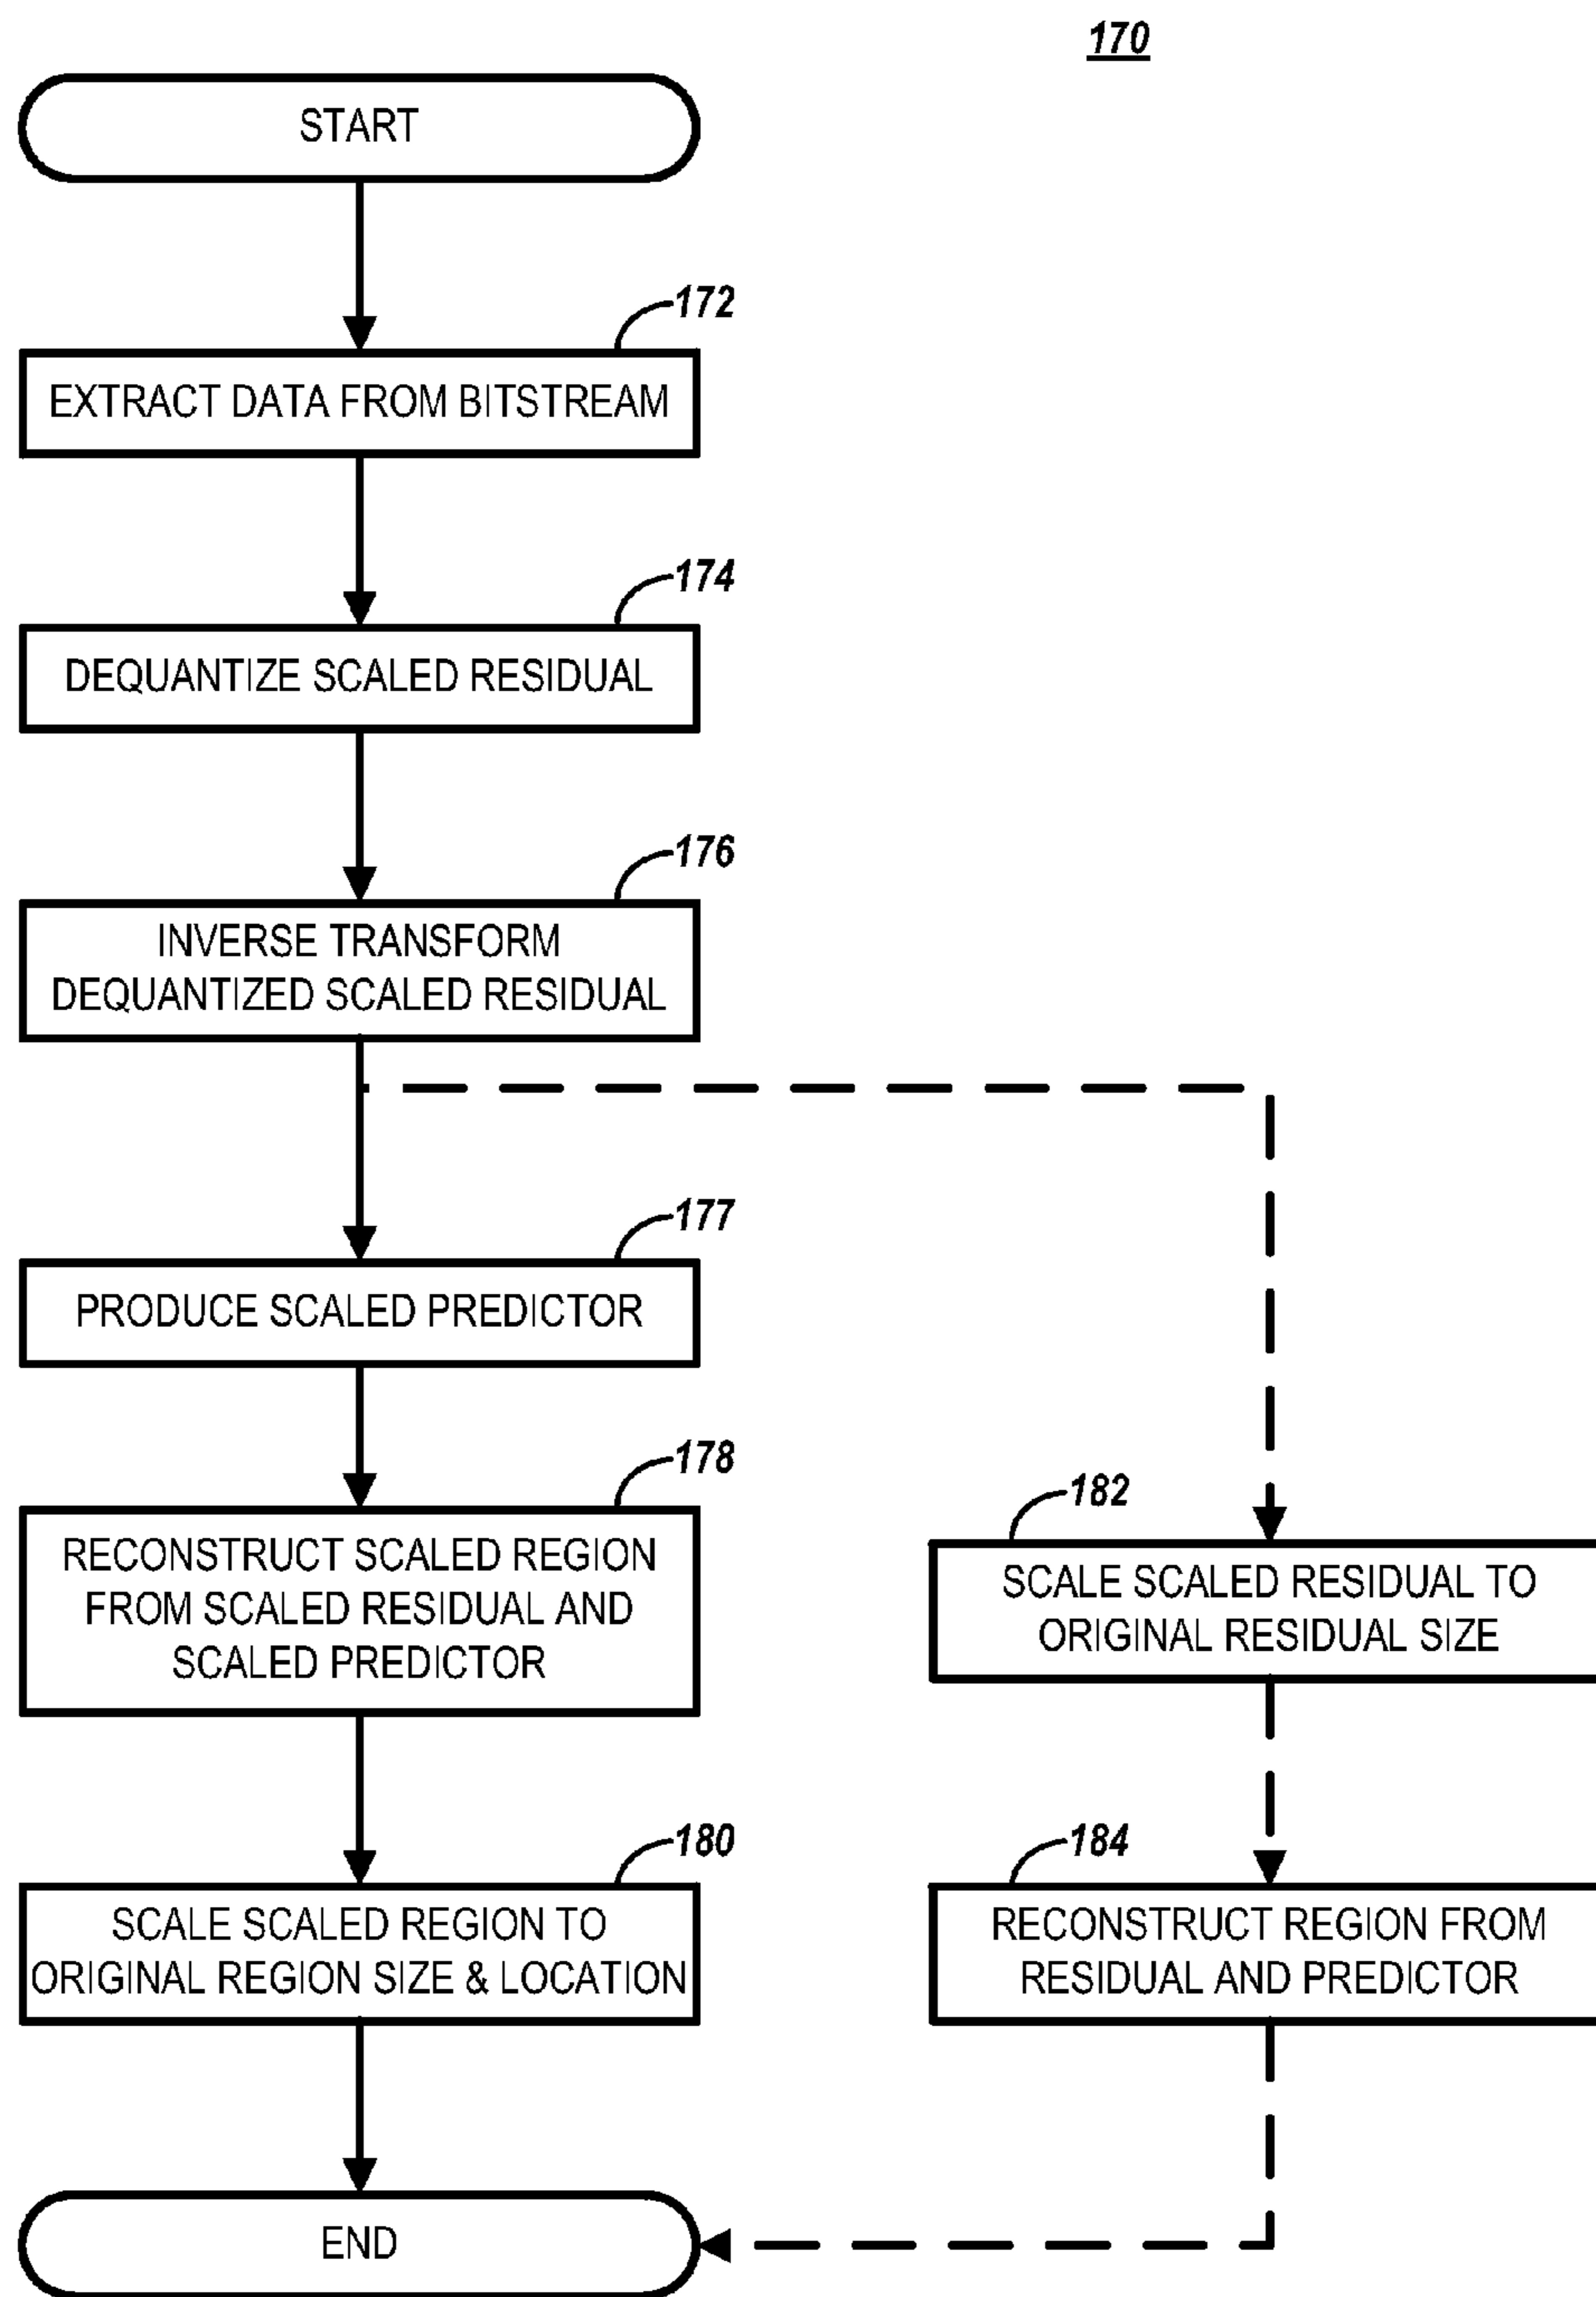 170
START
172
EXTRACT DATA FROM BITSTREAM
174
DEQUANTIZE SCALED RESIDUAL
176
INVERSE TRANSFORM
DEQUANTIZED SCALED RESIDUAL
177
PRODUCE SCALED PREDICTOR
178
RECONSTRUCT SCALED REGION
FROM SCALED RESIDUAL AND
SCALED PREDICTOR
180
SCALE SCALED REGION TO
ORIGINAL REGION SIZE & LOCATION
182
SCALE SCALED RESIDUAL TO
ORIGINAL RESIDUAL SIZE
184
RECONSTRUCT REGION FROM
RESIDUAL AND PREDICTOR
END